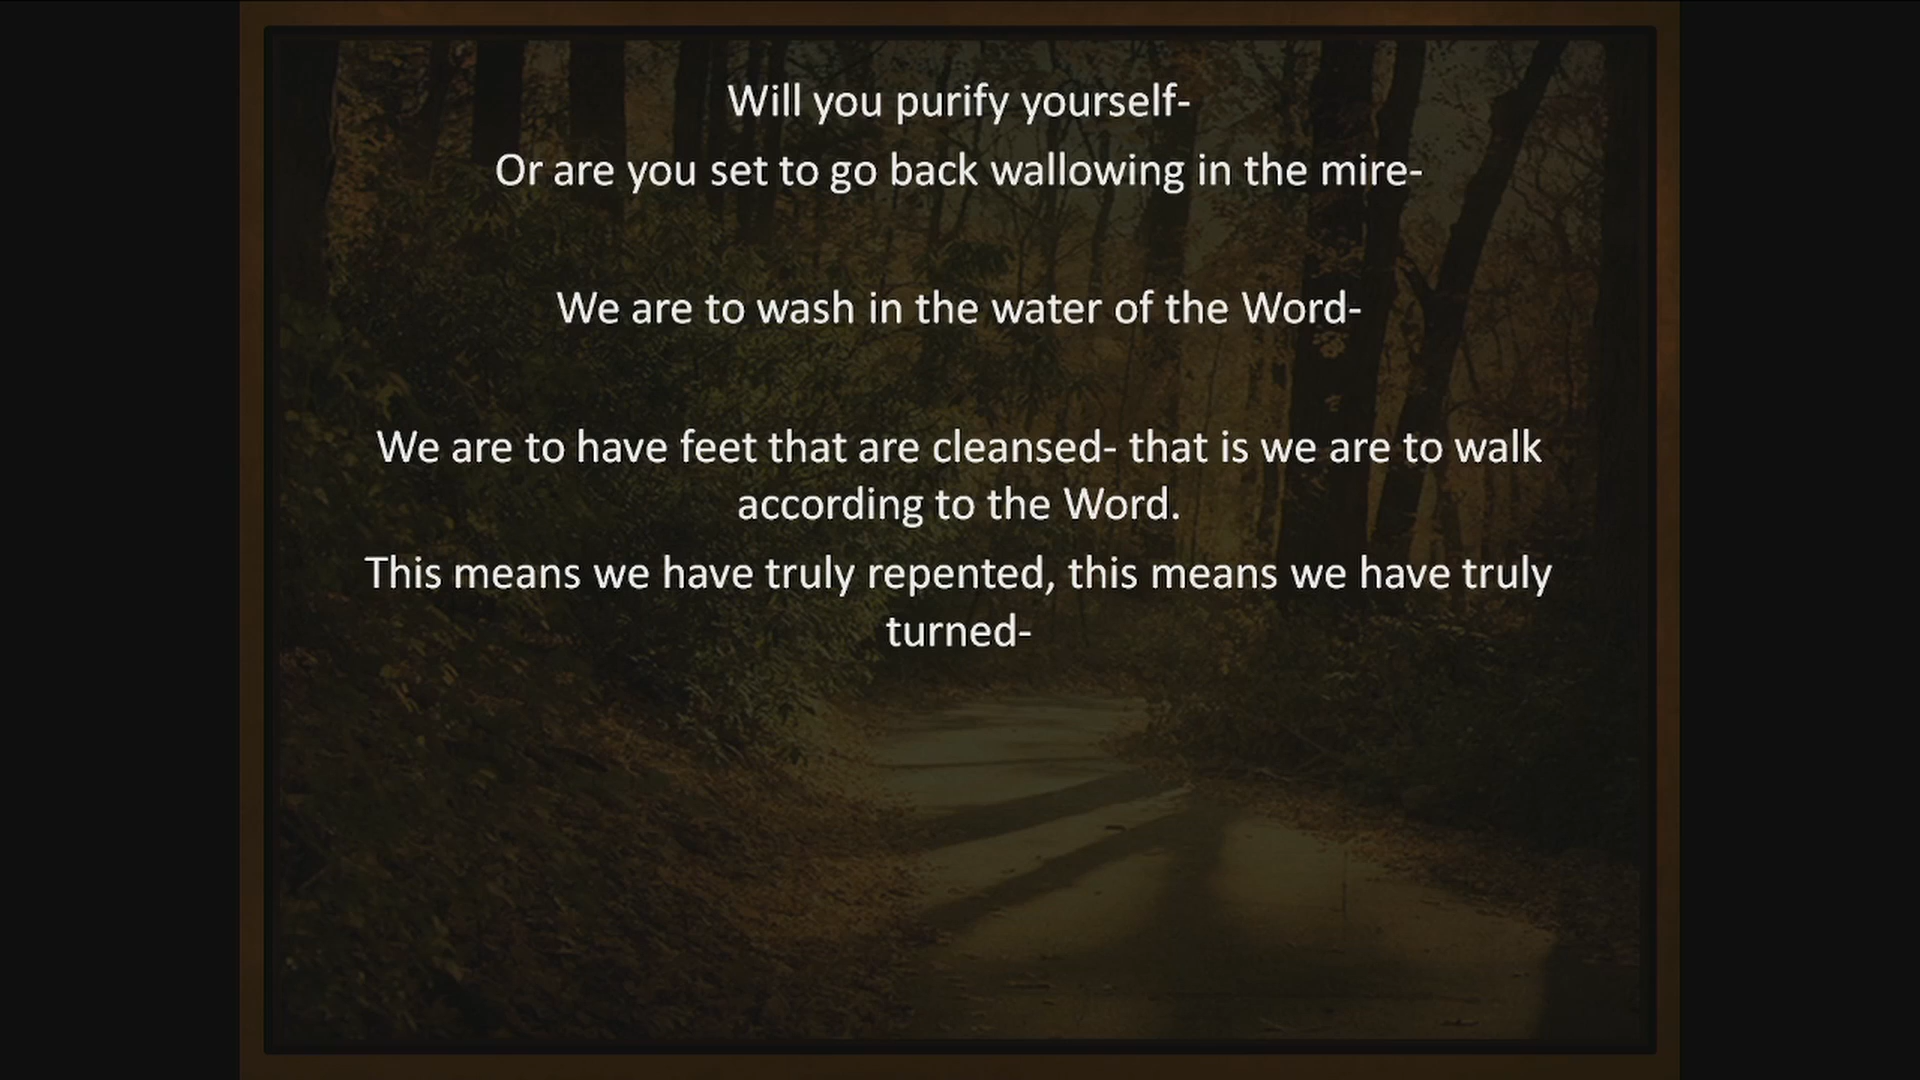 Will you purify yourself-
Or are you set to go back wallowing in the mire-
We are to wash in the water of the Word-
We are to have feet that are cleansed- that is we are to walk
according to the Word.
This means we have truly repented, this means we have truly
turned-